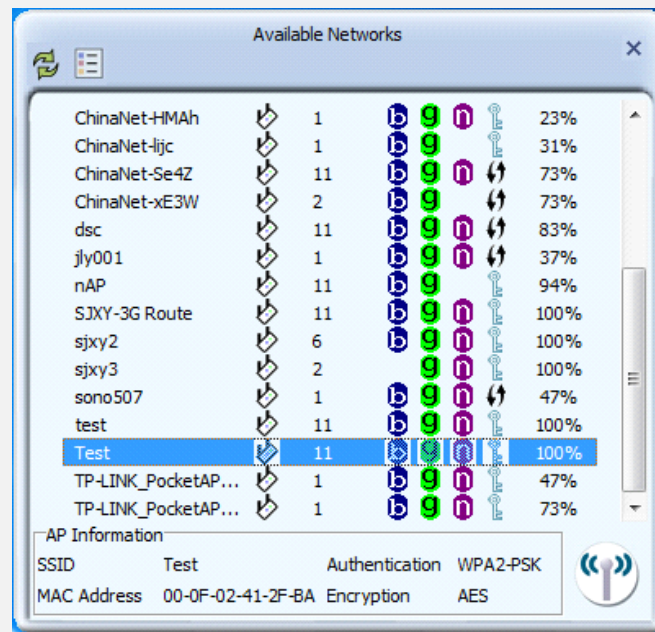 Available Networks
ChinaNet-HMAh 1 b g n 23%
ChinaNet-lijc 1 b g 31%
ChinaNet-Se4Z 11 b g n 73%
ChinaNet-xE3W 2 b g 73%
dsc 11 b g n 83%
jly001 1 b g n 37%
nAP 11 b g 94%
SJXY-3G Route 11 b g n 100%
sjxy2 6 b g n 100%
sjxy3 2 g n 100%
sono507 1 b g n 47%
test 11 b g n 100%
Test 11 b g n 100%
TP-LINK_PocketAP... 1 b g n 47%
TP-LINK_PocketAP... 1 b g n 73%
AP Information
SSID Test Authentication WPA2-PSK
MAC Address 00-0F-02-41-2F-BA Encryption AES